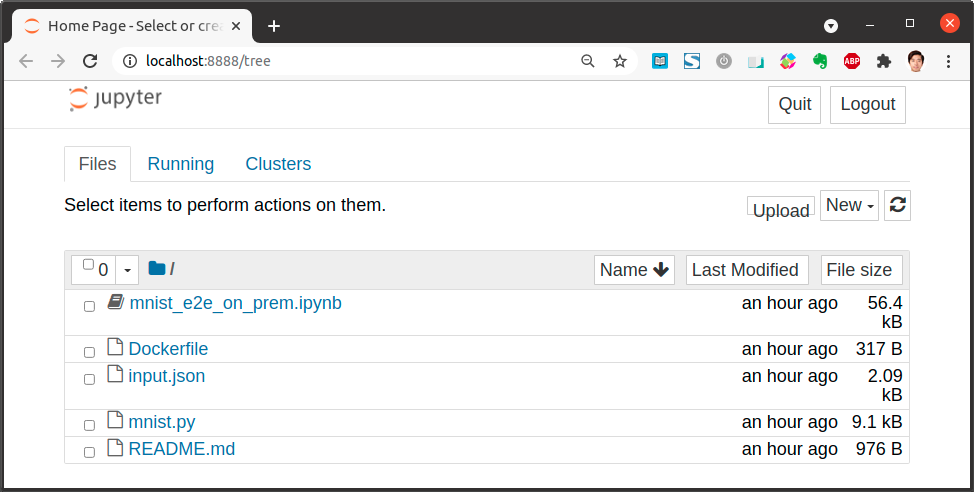 Home Page - Select or crea
localhost:8888/tree
ABP
jupyter
Quit
Logout
Files
Running
Clusters
Select items to perform actions on them.
Upload
New
0
/
Name
Last Modified
File size
mnist_e2e_on_prem.ipynb an hour ago 56.4
kB
Dockerfile an hour ago 317 B
input.json an hour ago 2.09
kB
mnist.py an hour ago 9.1 kB
README.md an hour ago 976 B